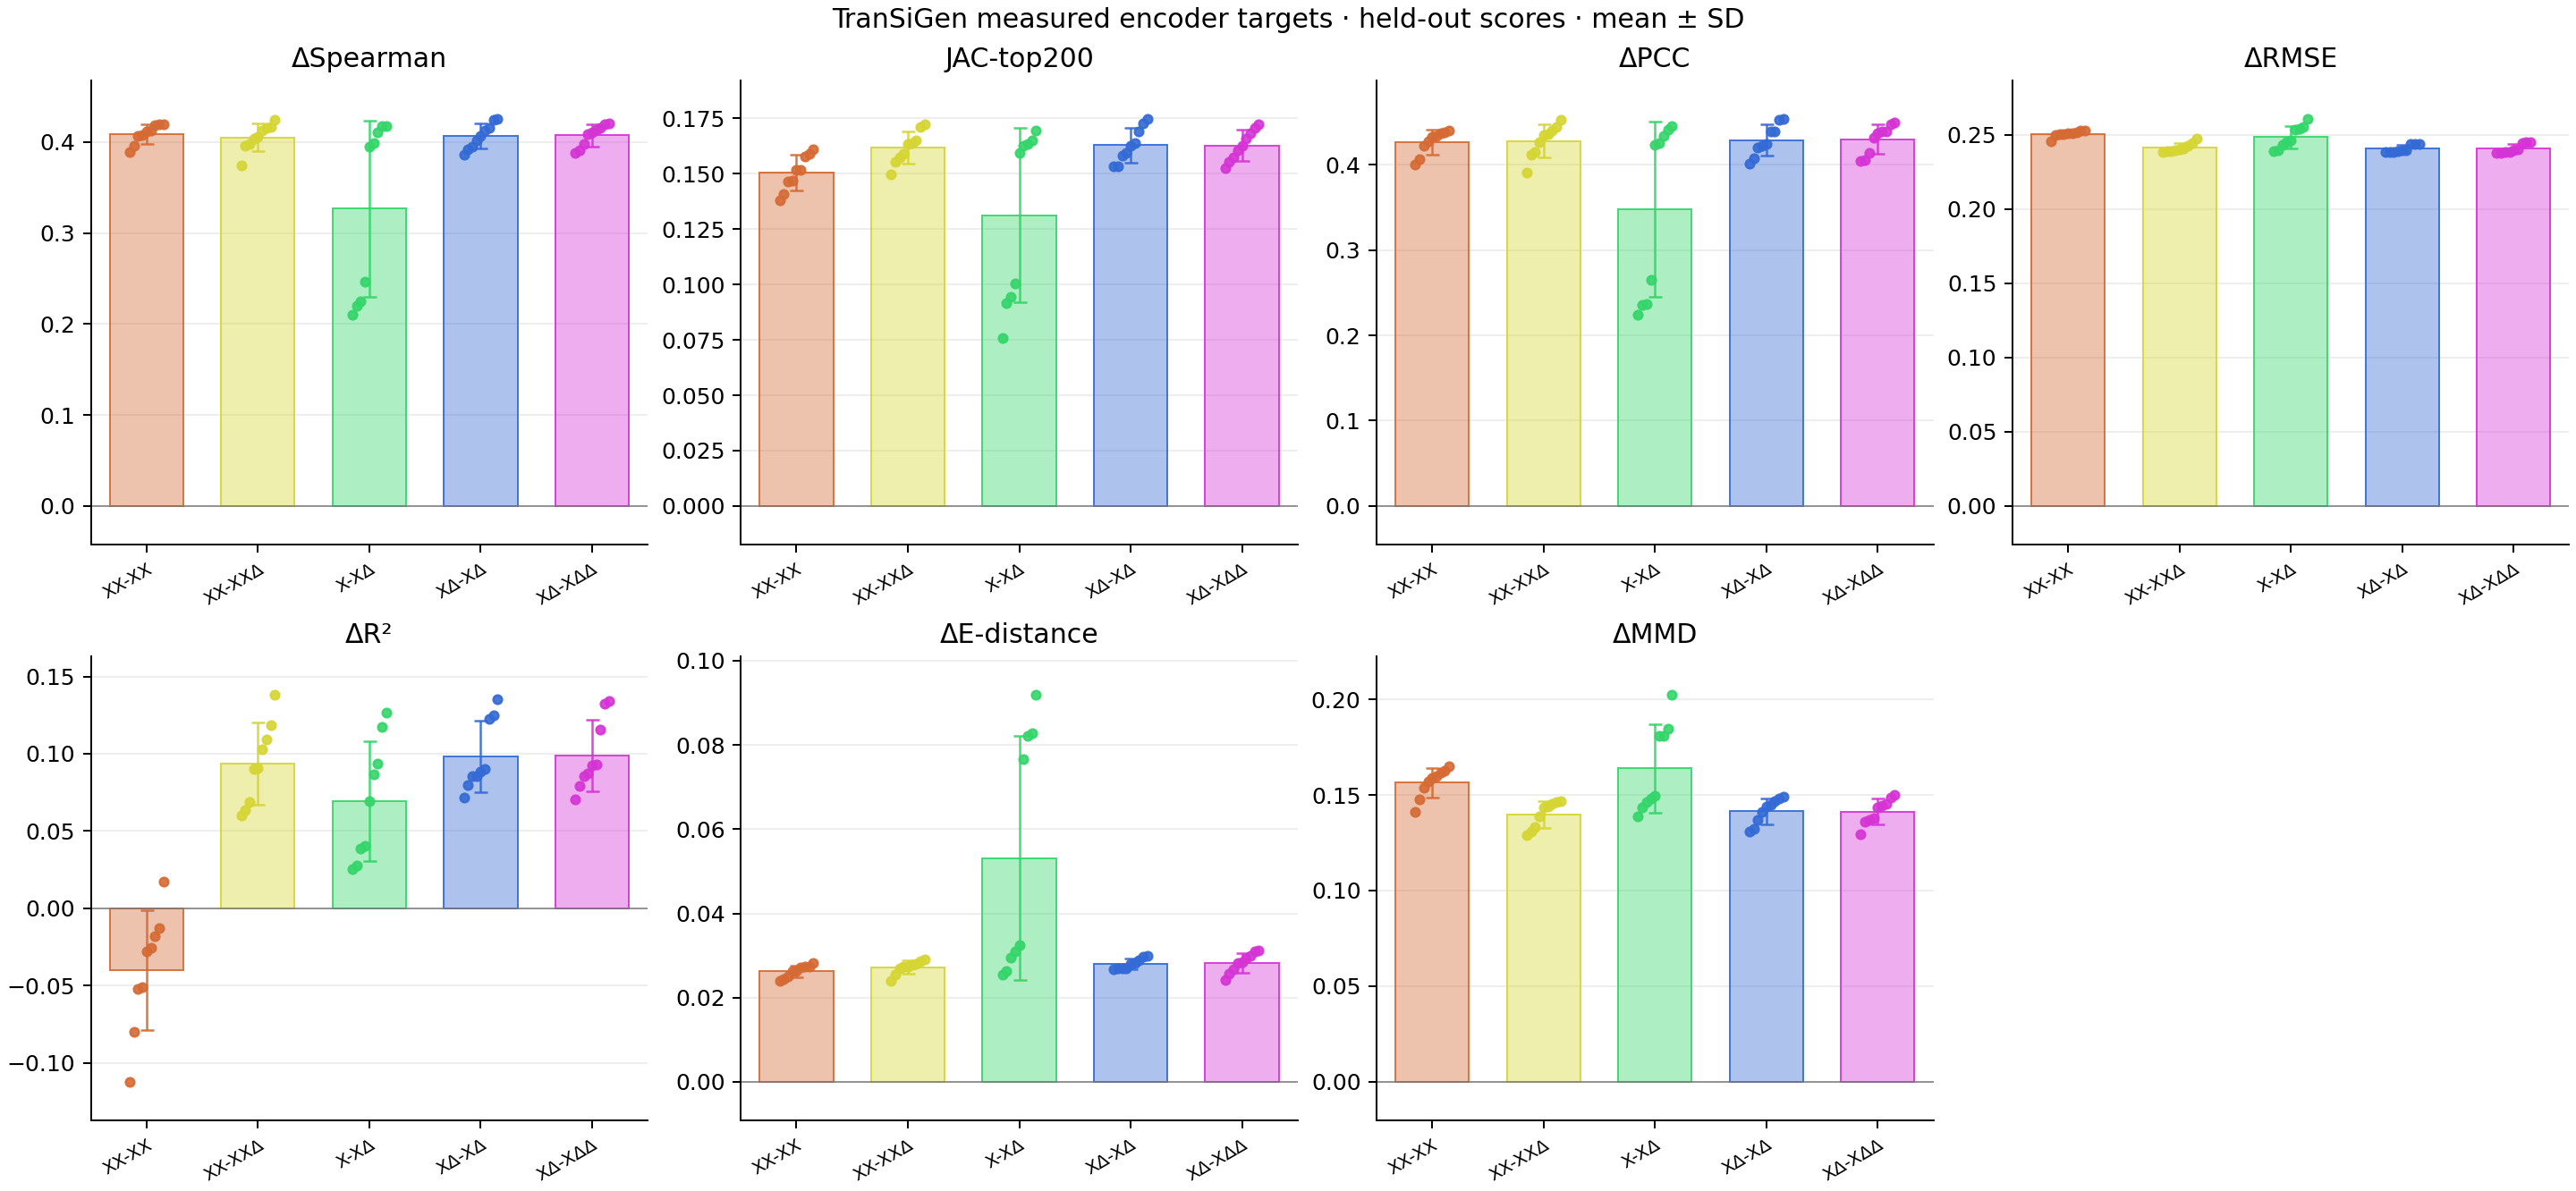 TranSiGen measured encoder targets · held-out scores · mean ± SD
ΔSpearman
0.4
0.3
0.2
0.1
0.0
XX-XX
XX-XXΔ
X-XΔ
XΔ-XΔ
XΔ-XΔΔ
JAC-top200
0.175
0.150
0.125
0.100
0.075
0.050
0.025
0.000
XX-XX
XX-XXΔ
X-XΔ
XΔ-XΔ
XΔ-XΔΔ
ΔPCC
0.4
0.3
0.2
0.1
0.0
XX-XX
XX-XXΔ
X-XΔ
XΔ-XΔ
XΔ-XΔΔ
ΔRMSE
0.25
0.20
0.15
0.10
0.05
0.00
XX-XX
XX-XXΔ
X-XΔ
XΔ-XΔ
XΔ-XΔΔ
ΔR²
0.15
0.10
0.05
0.00
−0.05
−0.10
XX-XX
XX-XXΔ
X-XΔ
XΔ-XΔ
XΔ-XΔΔ
ΔE-distance
0.10
0.08
0.06
0.04
0.02
0.00
XX-XX
XX-XXΔ
X-XΔ
XΔ-XΔ
XΔ-XΔΔ
ΔMMD
0.20
0.15
0.10
0.05
0.00
XX-XX
XX-XXΔ
X-XΔ
XΔ-XΔ
XΔ-XΔΔ